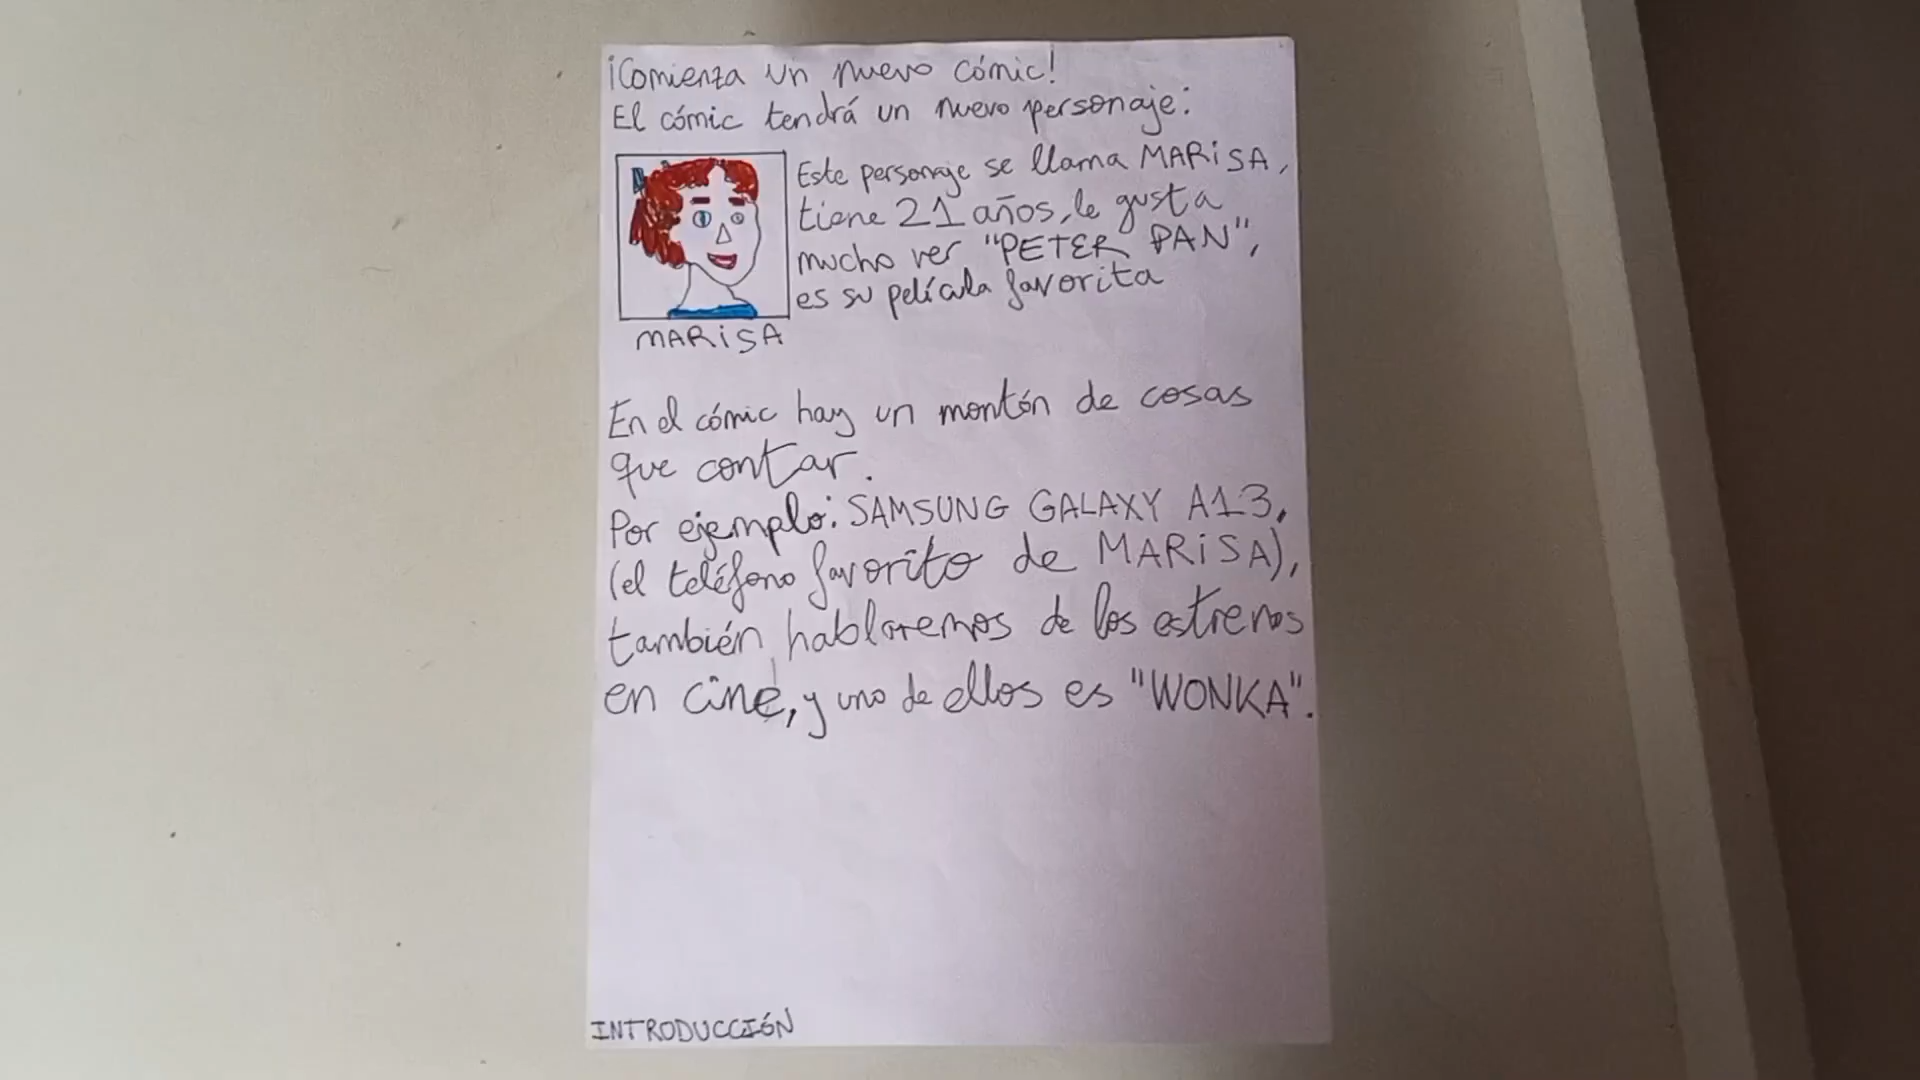 ¡Comienza un nuevo cómic!
El cómic tendrá un nuevo personaje:
Este personaje se llama MARiSA,
tiene 21 años, le gusta
mucho ver "PETER PAN",
es su película favorita
MARiSA
En el cómic hay un montón de cosas
que contar.
Por ejemplo: SAMSUNG GALAXY A13,
(el teléfono favorito de MARiSA),
también hablaremos de los estrenos
en cine, y uno de ellos es "WONKA".
INTRODUCCIÓN